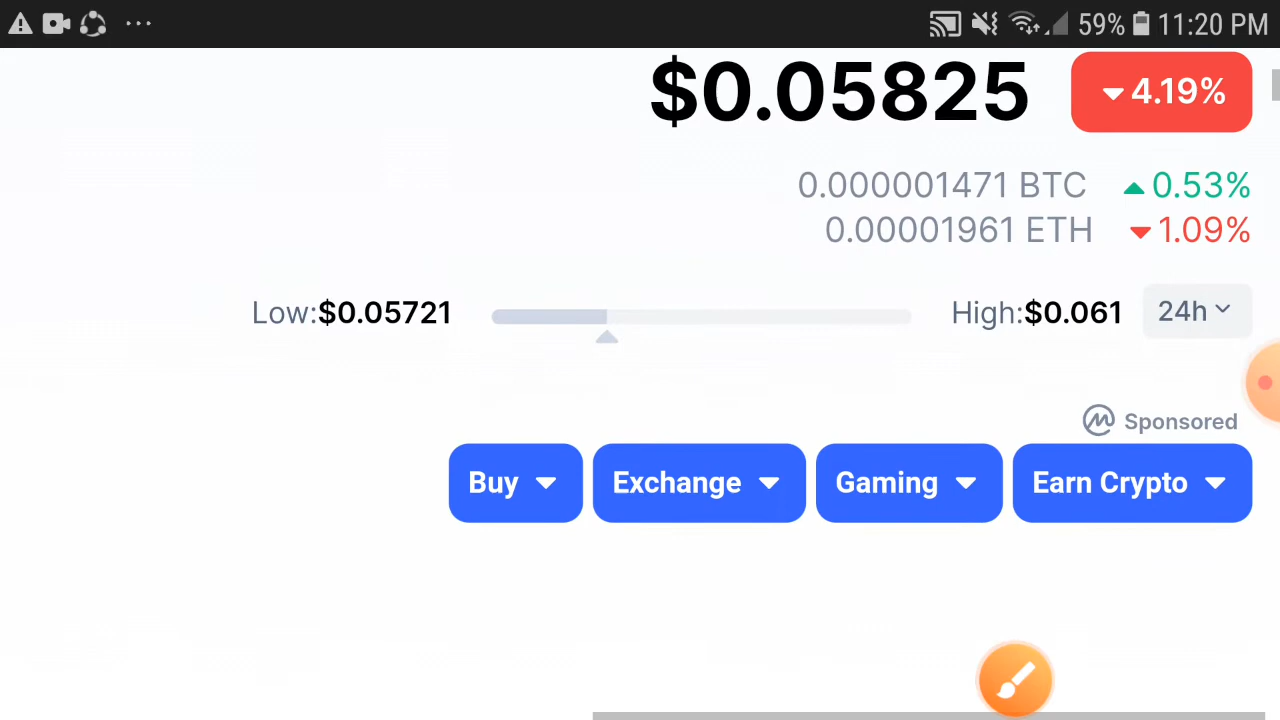 59% 11:20 PM
$0.05825 4.19%
0.000001471 BTC 0.53%
0.00001961 ETH 1.09%
Low:$0.05721 High:$0.061 24h
Sponsored
Buy Exchange Gaming Earn Crypto